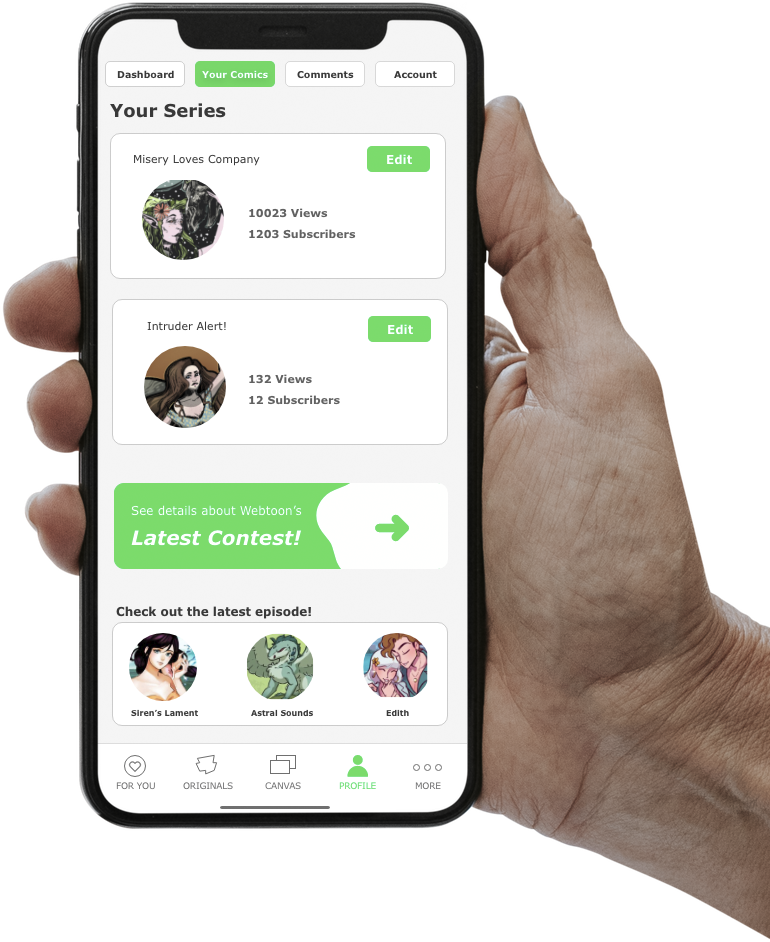 Dashboard
Your Comics
Comments
Account
Your Series
Misery Loves Company
Edit
10023 Views
1203 Subscribers
Intruder Alert!
Edit
132 Views
12 Subscribers
See details about Webtoon's
Latest Contest!
Check out the latest episode!
Siren's Lament
Astral Sounds
Edith
FOR YOU
ORIGINALS
CANVAS
PROFILE
MORE